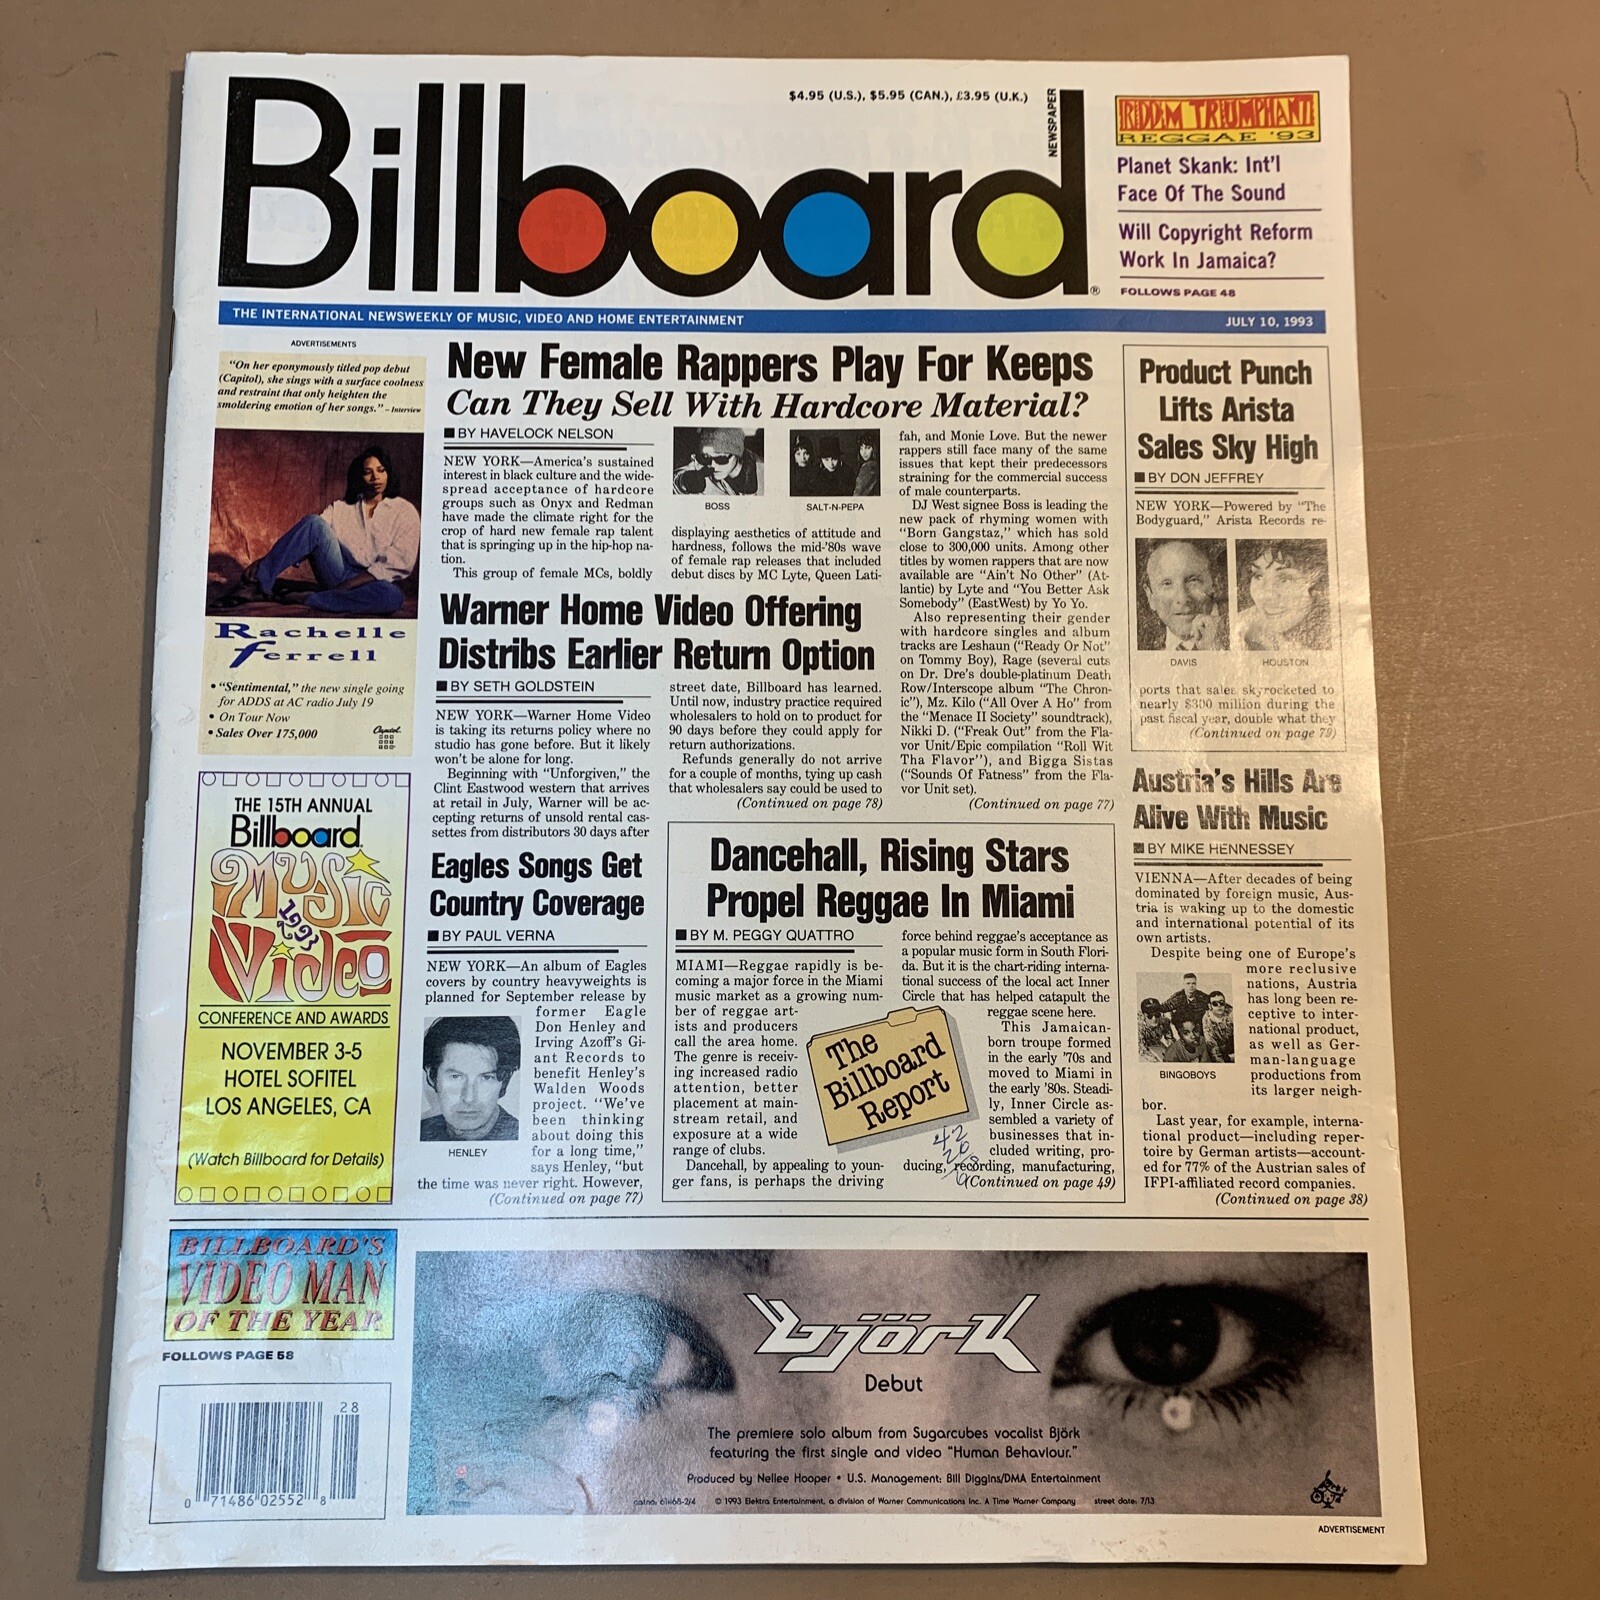 Billboard
$4.95 (U.S.), $5.95 (CAN.), £3.95 (U.K.)
NEWSPAPER
®
RIDDIM TRIUMPHANT
REGGAE '93
Planet Skank: Int'l
Face Of The Sound
Will Copyright Reform
Work In Jamaica?
FOLLOWS PAGE 48
THE INTERNATIONAL NEWSWEEKLY OF MUSIC, VIDEO AND HOME ENTERTAINMENT
JULY 10, 1993
ADVERTISEMENTS
"On her eponymously titled pop debut
(Capitol), she sings with a surface coolness
and restraint that only heighten the
smoldering emotion of her songs." – Interview
Rachelle
ferrell
• "Sentimental," the new single going
for ADDS at AC radio July 19
• On Tour Now
• Sales Over 175,000
Capitol
THE 15TH ANNUAL
Billboard
MUSIC
1993
VIDEO
CONFERENCE AND AWARDS
NOVEMBER 3-5
HOTEL SOFITEL
LOS ANGELES, CA
(Watch Billboard for Details)
BILLBOARD'S
VIDEO MAN
OF THE YEAR
FOLLOWS PAGE 58
28
0 71486 02552 8
New Female Rappers Play For Keeps
Can They Sell With Hardcore Material?
■ BY HAVELOCK NELSON
NEW YORK—America's sustained
interest in black culture and the wide-
spread acceptance of hardcore
groups such as Onyx and Redman
have made the climate right for the
crop of hard new female rap talent
that is springing up in the hip-hop na-
tion.
This group of female MCs, boldly
BOSS
SALT-N-PEPA
displaying aesthetics of attitude and
hardness, follows the mid-'80s wave
of female rap releases that included
debut discs by MC Lyte, Queen Lati-
fah, and Monie Love. But the newer
rappers still face many of the same
issues that kept their predecessors
straining for the commercial success
of male counterparts.
DJ West signee Boss is leading the
new pack of rhyming women with
"Born Gangstaz," which has sold
close to 300,000 units. Among other
titles by women rappers that are now
available are "Ain't No Other" (At-
lantic) by Lyte and "You Better Ask
Somebody" (EastWest) by Yo Yo.
Also representing their gender
with hardcore singles and album
tracks are Leshaun ("Ready Or Not"
on Tommy Boy), Rage (several cuts
on Dr. Dre's double-platinum Death
Row/Interscope album "The Chron-
ic"), Mz. Kilo ("All Over A Ho" from
the "Menace II Society" soundtrack),
Nikki D. ("Freak Out" from the Fla-
vor Unit/Epic compilation "Roll Wit
Tha Flavor"), and Bigga Sistas
("Sounds Of Fatness" from the Fla-
vor Unit set).
(Continued on page 77)
Warner Home Video Offering
Distribs Earlier Return Option
■ BY SETH GOLDSTEIN
NEW YORK—Warner Home Video
is taking its returns policy where no
studio has gone before. But it likely
won't be alone for long.
Beginning with "Unforgiven," the
Clint Eastwood western that arrives
at retail in July, Warner will be ac-
cepting returns of unsold rental cas-
settes from distributors 30 days after
street date, Billboard has learned.
Until now, industry practice required
wholesalers to hold on to product for
90 days before they could apply for
return authorizations.
Refunds generally do not arrive
for a couple of months, tying up cash
that wholesalers say could be used to
(Continued on page 78)
Eagles Songs Get
Country Coverage
■ BY PAUL VERNA
NEW YORK—An album of Eagles
covers by country heavyweights is
planned for September release by
former Eagle
Don Henley and
Irving Azoff's Gi-
ant Records to
benefit Henley's
Walden Woods
project. "We've
been thinking
about doing this
for a long time,"
says Henley, "but
the time was never right. However,
(Continued on page 77)
HENLEY
Dancehall, Rising Stars
Propel Reggae In Miami
■ BY M. PEGGY QUATTRO
MIAMI—Reggae rapidly is be-
coming a major force in the Miami
music market as a growing num-
ber of reggae art-
ists and producers
call the area home.
The genre is receiv-
ing increased radio
attention, better
placement at main-
stream retail, and
exposure at a wide
range of clubs.
Dancehall, by appealing to youn-
ger fans, is perhaps the driving
The
Billboard
Report
force behind reggae's acceptance as
a popular music form in South Flori-
da. But it is the chart-riding interna-
tional success of the local act Inner
Circle that has helped catapult the
reggae scene here.
This Jamaican-
born troupe formed
in the early '70s and
moved to Miami in
the early '80s. Steadi-
ly, Inner Circle as-
sembled a variety of
businesses that in-
cluded writing, pro-
ducing, recording, manufacturing,
(Continued on page 49)
42
Product Punch
Lifts Arista
Sales Sky High
■ BY DON JEFFREY
NEW YORK—Powered by "The
Bodyguard," Arista Records re-
DAVIS
HOUSTON
ports that sales skyrocketed to
nearly $300 million during the
past fiscal year, double what they
(Continued on page 79)
Austria's Hills Are
Alive With Music
■ BY MIKE HENNESSEY
VIENNA—After decades of being
dominated by foreign music, Aus-
tria is waking up to the domestic
and international potential of its
own artists.
Despite being one of Europe's
more reclusive
nations, Austria
has long been re-
ceptive to inter-
national product,
as well as Ger-
man-language
productions from
its larger neigh-
bor.
BINGOBOYS
Last year, for example, interna-
tional product—including reper-
toire by German artists—account-
ed for 77% of the Austrian sales of
IFPI-affiliated record companies.
(Continued on page 38)
björk
Debut
The premiere solo album from Sugarcubes vocalist Björk
featuring the first single and video "Human Behaviour."
Produced by Nellee Hooper • U.S. Management: Bill Diggins/DMA Entertainment
© 1993 Elektra Entertainment, a division of Warner Communications Inc. A Time Warner Company street date: 7/13
ADVERTISEMENT